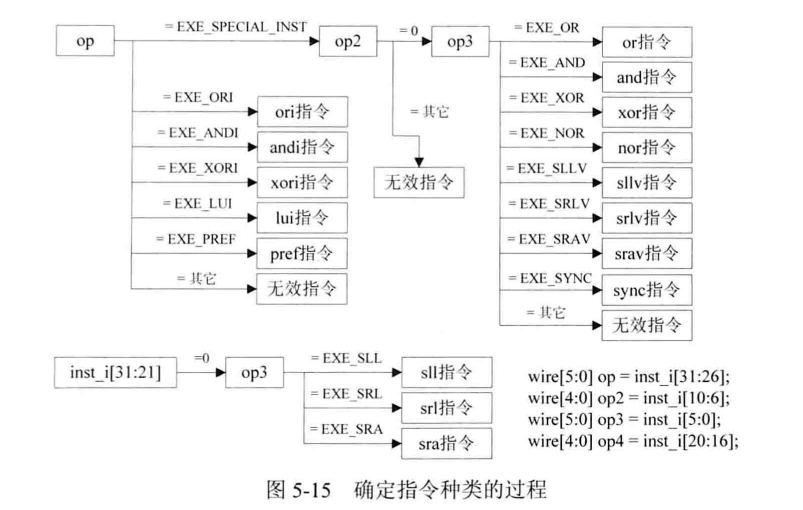 op
= EXE_SPECIAL_INST
op2
=0
op3
= EXE_OR
or指令
= EXE_AND
and指令
= EXE_XOR
xor指令
= EXE_NOR
nor指令
= EXE_SLLV
sllv指令
= EXE_SRLV
srlv指令
= EXE_SRAV
srav指令
= EXE_SYNC
sync指令
= 其它
无效指令
= 其它
无效指令
= EXE_ORI
ori指令
= EXE_ANDI
andi指令
= EXE_XORI
xori指令
= EXE_LUI
lui指令
= EXE_PREF
pref指令
= 其它
无效指令
inst_i[31:21]
=0
op3
= EXE_SLL
sll指令
= EXE_SRL
srl指令
= EXE_SRA
sra指令
wire[5:0] op = inst_i[31:26];
wire[4:0] op2 = inst_i[10:6];
wire[5:0] op3 = inst_i[5:0];
wire[4:0] op4 = inst_i[20:16];
图 5-15 确定指令种类的过程